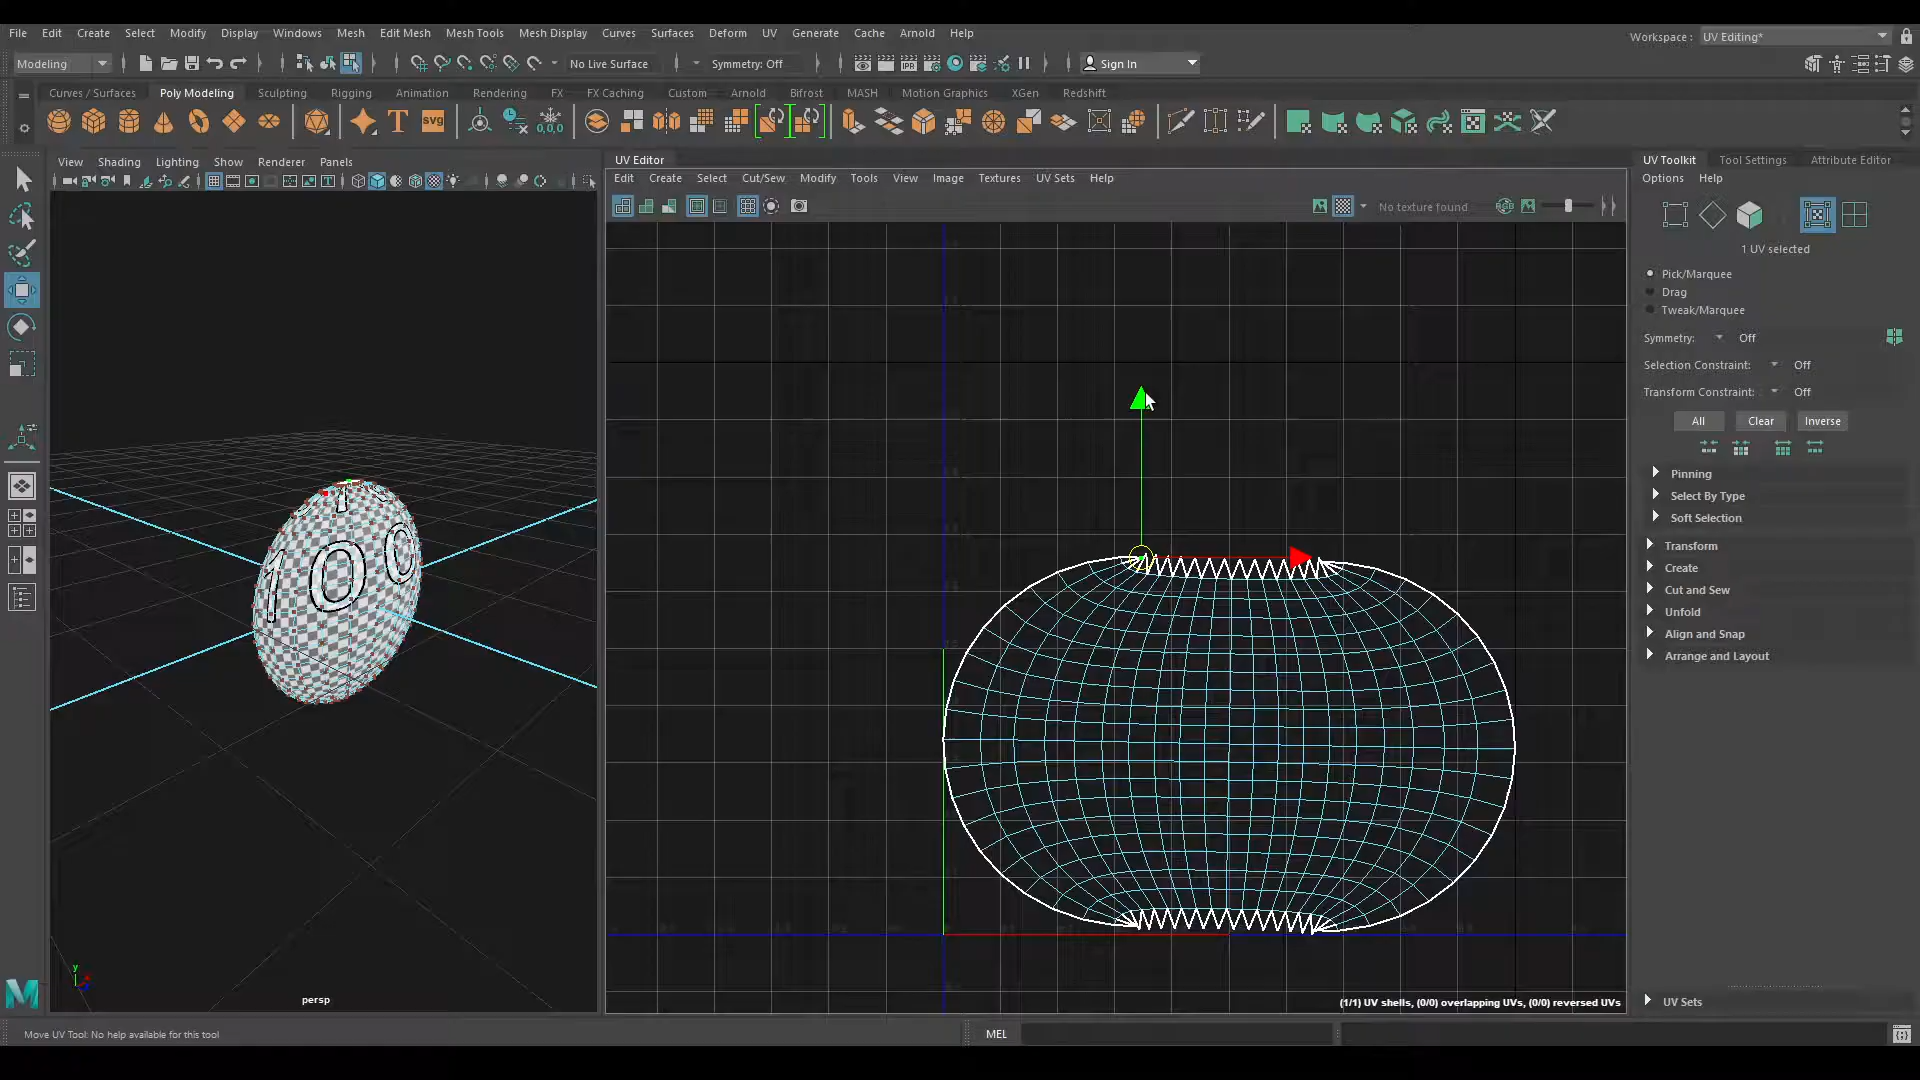 File Edit Create Select Modify Display Windows Mesh Edit Mesh Mesh Tools Mesh Display Curves Surfaces Deform UV Generate Cache Arnold Help
Workspace : UV Editing*
Modeling No Live Surface Symmetry: Off IPR Sign In
Curves / Surfaces Poly Modeling Sculpting Rigging Animation Rendering FX FX Caching Custom Arnold Bifrost MASH Motion Graphics XGen Redshift
T SVG 0,0,0
View Shading Lighting Show Renderer Panels
UV Editor
Edit Create Select Cut/Sew Modify Tools View Image Textures UV Sets Help
No texture found RGB
UV Toolkit Tool Settings Attribute Editor
Options Help
1 UV selected
Pick/Marquee
Drag
Tweak/Marquee
Symmetry: Off
Selection Constraint: Off
Transform Constraint: Off
All Clear Inverse
Pinning
Select By Type
Soft Selection
Transform
Create
Cut and Sew
Unfold
Align and Snap
Arrange and Layout
UV Sets
100
y
persp
(1/1) UV shells, (0/0) overlapping UVs, (0/0) reversed UVs
M
Move UV Tool: No help available for this tool
MEL